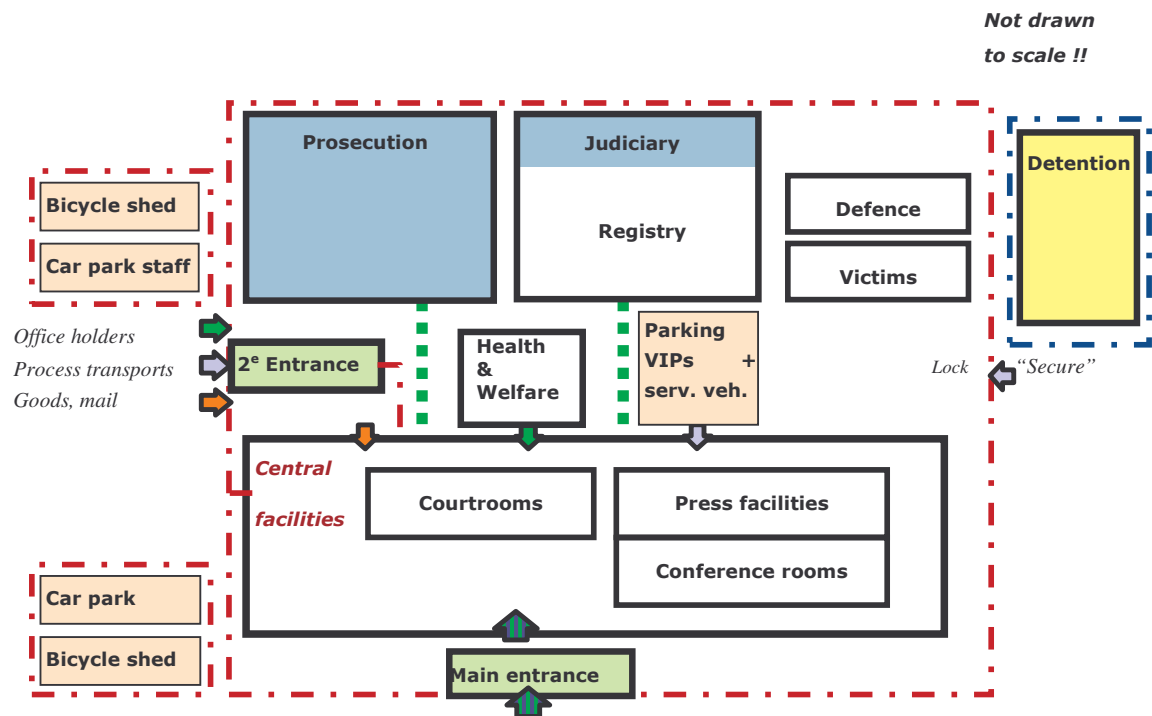 Not drawn
to scale !!
Prosecution
Judiciary
Registry
Defence
Victims
Detention
Bicycle shed
Car park staff
Office holders
Process transports
Goods, mail
2e Entrance
Health
&
Welfare
Parking
VIPs +
serv. veh.
Lock
“Secure”
Central
facilities
Courtrooms
Press facilities
Conference rooms
Car park
Bicycle shed
Main entrance